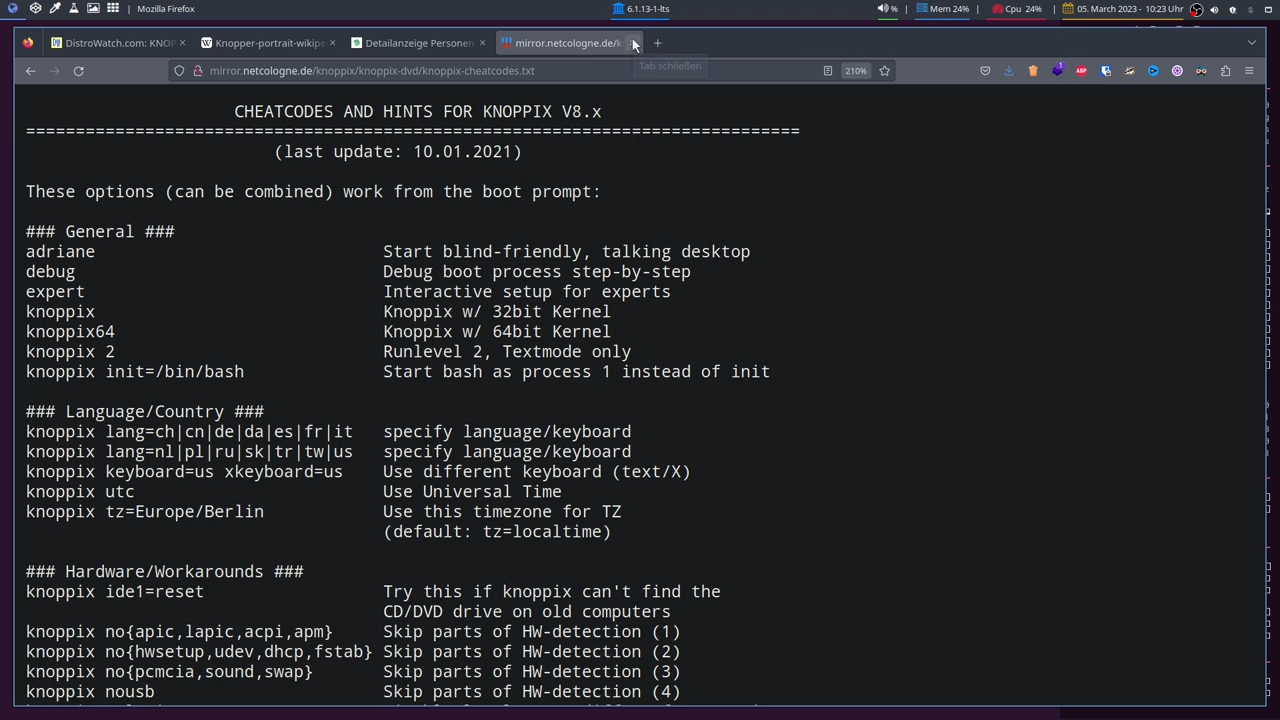 Mozilla Firefox
6.1.13-1-lts
%
Mem 24%
Cpu 24%
05.March 2023 - 10:23 Uhr
DistroWatch.com: KNOP
Knopper-portrait-wikipe
Detailanzeige Personen
mirror.netcologne.de/k
Tab schließen
mirror.netcologne.de/knoppix/knoppix-dvd/knoppix-cheatcodes.txt
210%
1
ABP
CHEATCODES AND HINTS FOR KNOPPIX V8.x
==============================================================================
(last update: 10.01.2021)
These options (can be combined) work from the boot prompt:
### General ###
adriane Start blind-friendly, talking desktop
debug Debug boot process step-by-step
expert Interactive setup for experts
knoppix Knoppix w/ 32bit Kernel
knoppix64 Knoppix w/ 64bit Kernel
knoppix 2 Runlevel 2, Textmode only
knoppix init=/bin/bash Start bash as process 1 instead of init
### Language/Country ###
knoppix lang=ch|cn|de|da|es|fr|it specify language/keyboard
knoppix lang=nl|pl|ru|sk|tr|tw|us specify language/keyboard
knoppix keyboard=us xkeyboard=us Use different keyboard (text/X)
knoppix utc Use Universal Time
knoppix tz=Europe/Berlin Use this timezone for TZ
(default: tz=localtime)
### Hardware/Workarounds ###
knoppix ide1=reset Try this if knoppix can't find the
CD/DVD drive on old computers
knoppix no{apic,lapic,acpi,apm} Skip parts of HW-detection (1)
knoppix no{hwsetup,udev,dhcp,fstab} Skip parts of HW-detection (2)
knoppix no{pcmcia,sound,swap} Skip parts of HW-detection (3)
knoppix nousb Skip parts of HW-detection (4)